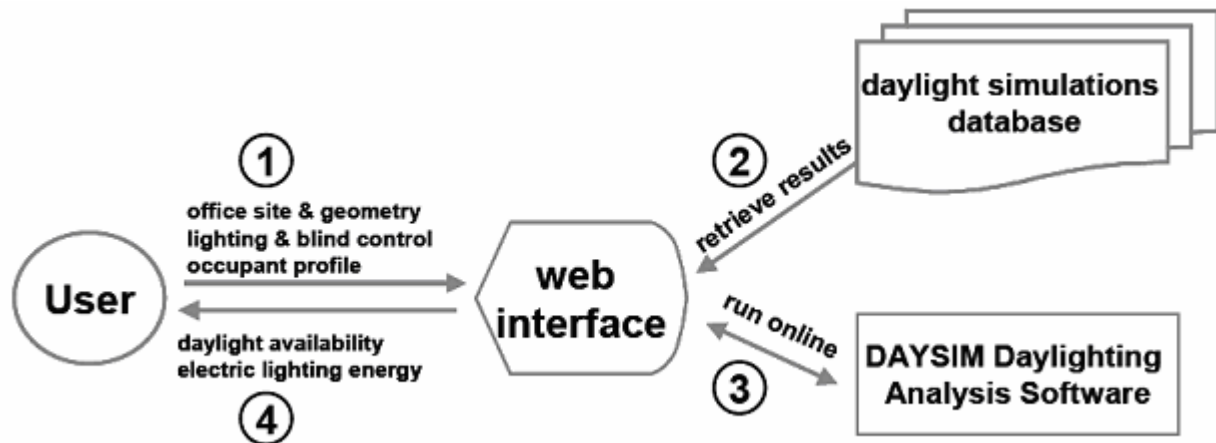 daylight simulations
database
1
2
office site & geometry
lighting & blind control
occupant profile
retrieve results
User
web
interface
run online
daylight availability
electric lighting energy
DAYSIM Daylighting
Analysis Software
3
4